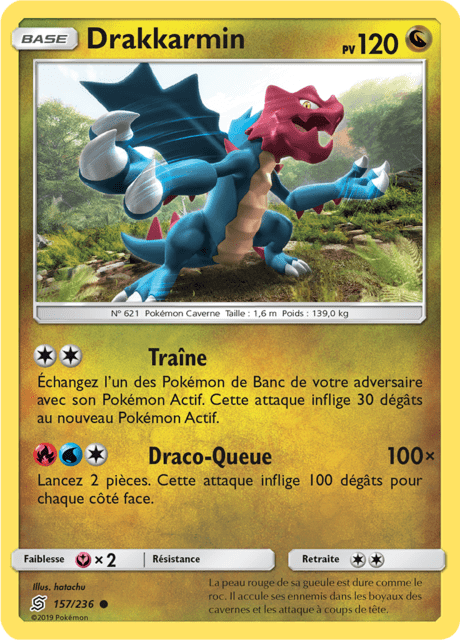 BASE Drakkarmin PV 120
N° 621 Pokémon Caverne Taille : 1,6 m Poids : 139,0 kg
Traîne
Échangez l'un des Pokémon de Banc de votre adversaire
avec son Pokémon Actif. Cette attaque inflige 30 dégâts
au nouveau Pokémon Actif.
Draco-Queue 100×
Lancez 2 pièces. Cette attaque inflige 100 dégâts pour
chaque côté face.
Faiblesse × 2 Résistance Retraite
Illus. hatachu
157/236
©2019 Pokémon
La peau rouge de sa gueule est dure comme le
roc. Il accule ses ennemis dans les boyaux des
cavernes et les attaque à coups de tête.